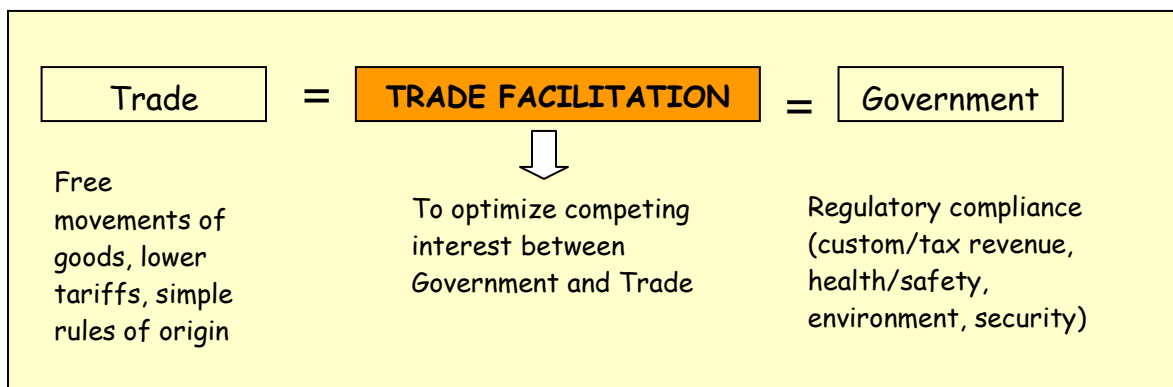 Trade = TRADE FACILITATION = Government
Free
movements of
goods, lower
tariffs, simple
rules of origin
To optimize competing
interest between
Government and Trade
Regulatory compliance
(custom/tax revenue,
health/safety,
environment, security)